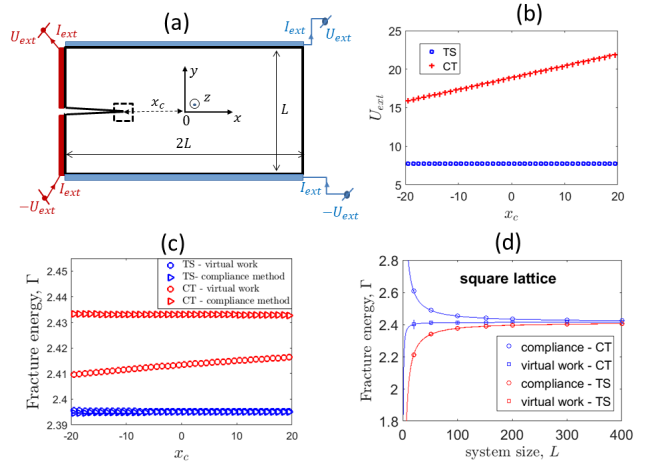 (a)
I_ext
U_ext
I_ext
U_ext
y
x_c
z
0
x
L
2L
I_ext
-U_ext
I_ext
-U_ext
(b)
25
20
15
10
5
U_ext
TS
CT
-20
-10
0
10
20
x_c
(c)
2.45
2.44
2.43
2.42
2.41
2.4
2.39
Fracture energy, Γ
TS - virtual work
TS- compliance method
CT - virtual work
CT - compliance method
-20
-10
0
10
20
x_c
(d)
2.8
2.6
2.4
2.2
2
1.8
Fracture energy, Γ
square lattice
compliance - CT
virtual work - CT
compliance - TS
virtual work - TS
0
100
200
300
400
system size, L